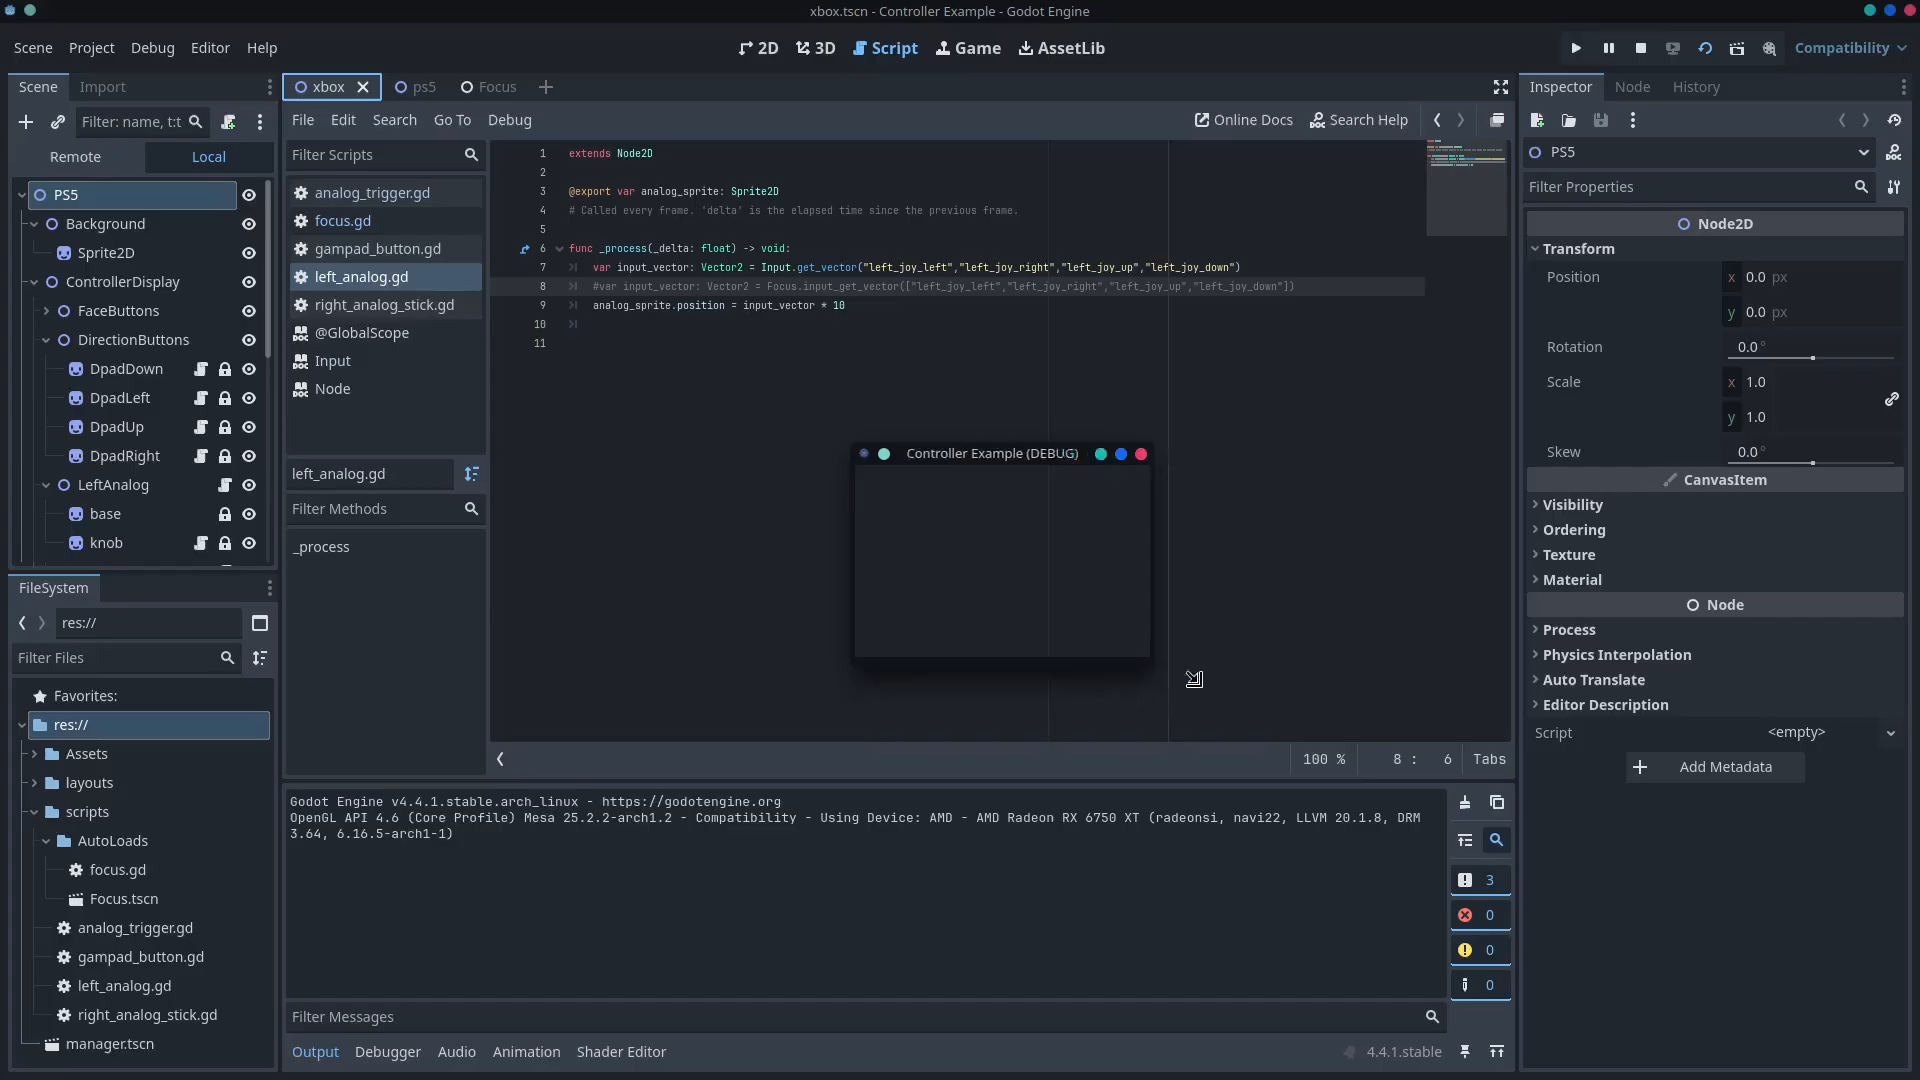 xbox.tscn - Controller Example - Godot Engine
Scene Project Debug Editor Help
2D 3D Script Game AssetLib
Compatibility
Scene Import
Filter: name, t:t
Remote Local
PS5
Background
Sprite2D
ControllerDisplay
FaceButtons
DirectionButtons
DpadDown
DpadLeft
DpadUp
DpadRight
LeftAnalog
base
knob
FileSystem
res://
Filter Files
Favorites:
res://
Assets
layouts
scripts
AutoLoads
focus.gd
Focus.tscn
analog_trigger.gd
gampad_button.gd
left_analog.gd
right_analog_stick.gd
manager.tscn
xbox ps5 Focus
File Edit Search Go To Debug
Online Docs Search Help
Filter Scripts
analog_trigger.gd
focus.gd
gampad_button.gd
left_analog.gd
right_analog_stick.gd
@GlobalScope
Input
Node
left_analog.gd
Filter Methods
_process
1 extends Node2D
2
3 @export var analog_sprite: Sprite2D
4 # Called every frame. 'delta' is the elapsed time since the previous frame.
5
6 func _process(_delta: float) -> void:
7 var input_vector: Vector2 = Input.get_vector("left_joy_left","left_joy_right","left_joy_up","left_joy_down")
8 #var input_vector: Vector2 = Focus.input_get_vector(["left_joy_left","left_joy_right","left_joy_up","left_joy_down"])
9 analog_sprite.position = input_vector * 10
10
11
Controller Example (DEBUG)
100 % 8 : 6 Tabs
Godot Engine v4.4.1.stable.arch_linux - https://godotengine.org
OpenGL API 4.6 (Core Profile) Mesa 25.2.2-arch1.2 - Compatibility - Using Device: AMD - AMD Radeon RX 6750 XT (radeonsi, navi22, LLVM 20.1.8, DRM
3.64, 6.16.5-arch1-1)
3
0
0
0
Filter Messages
Output Debugger Audio Animation Shader Editor
4.4.1.stable
Inspector Node History
PS5
Filter Properties
Node2D
Transform
Position x 0.0 px
y 0.0 px
Rotation 0.0 °
Scale x 1.0
y 1.0
Skew 0.0 °
CanvasItem
Visibility
Ordering
Texture
Material
Node
Process
Physics Interpolation
Auto Translate
Editor Description
Script <empty>
Add Metadata